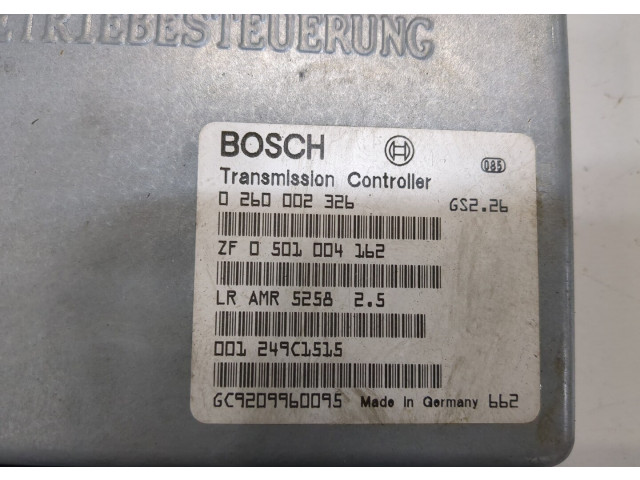 ETRIEBESTEUERUNG
BOSCH
085
Transmission Controller
0 260 002 326 GS2.26
ZF 0 501 004 162
LR AMR 5258 2.5
001 249C1515
GC9209960095 Made in Germany 662